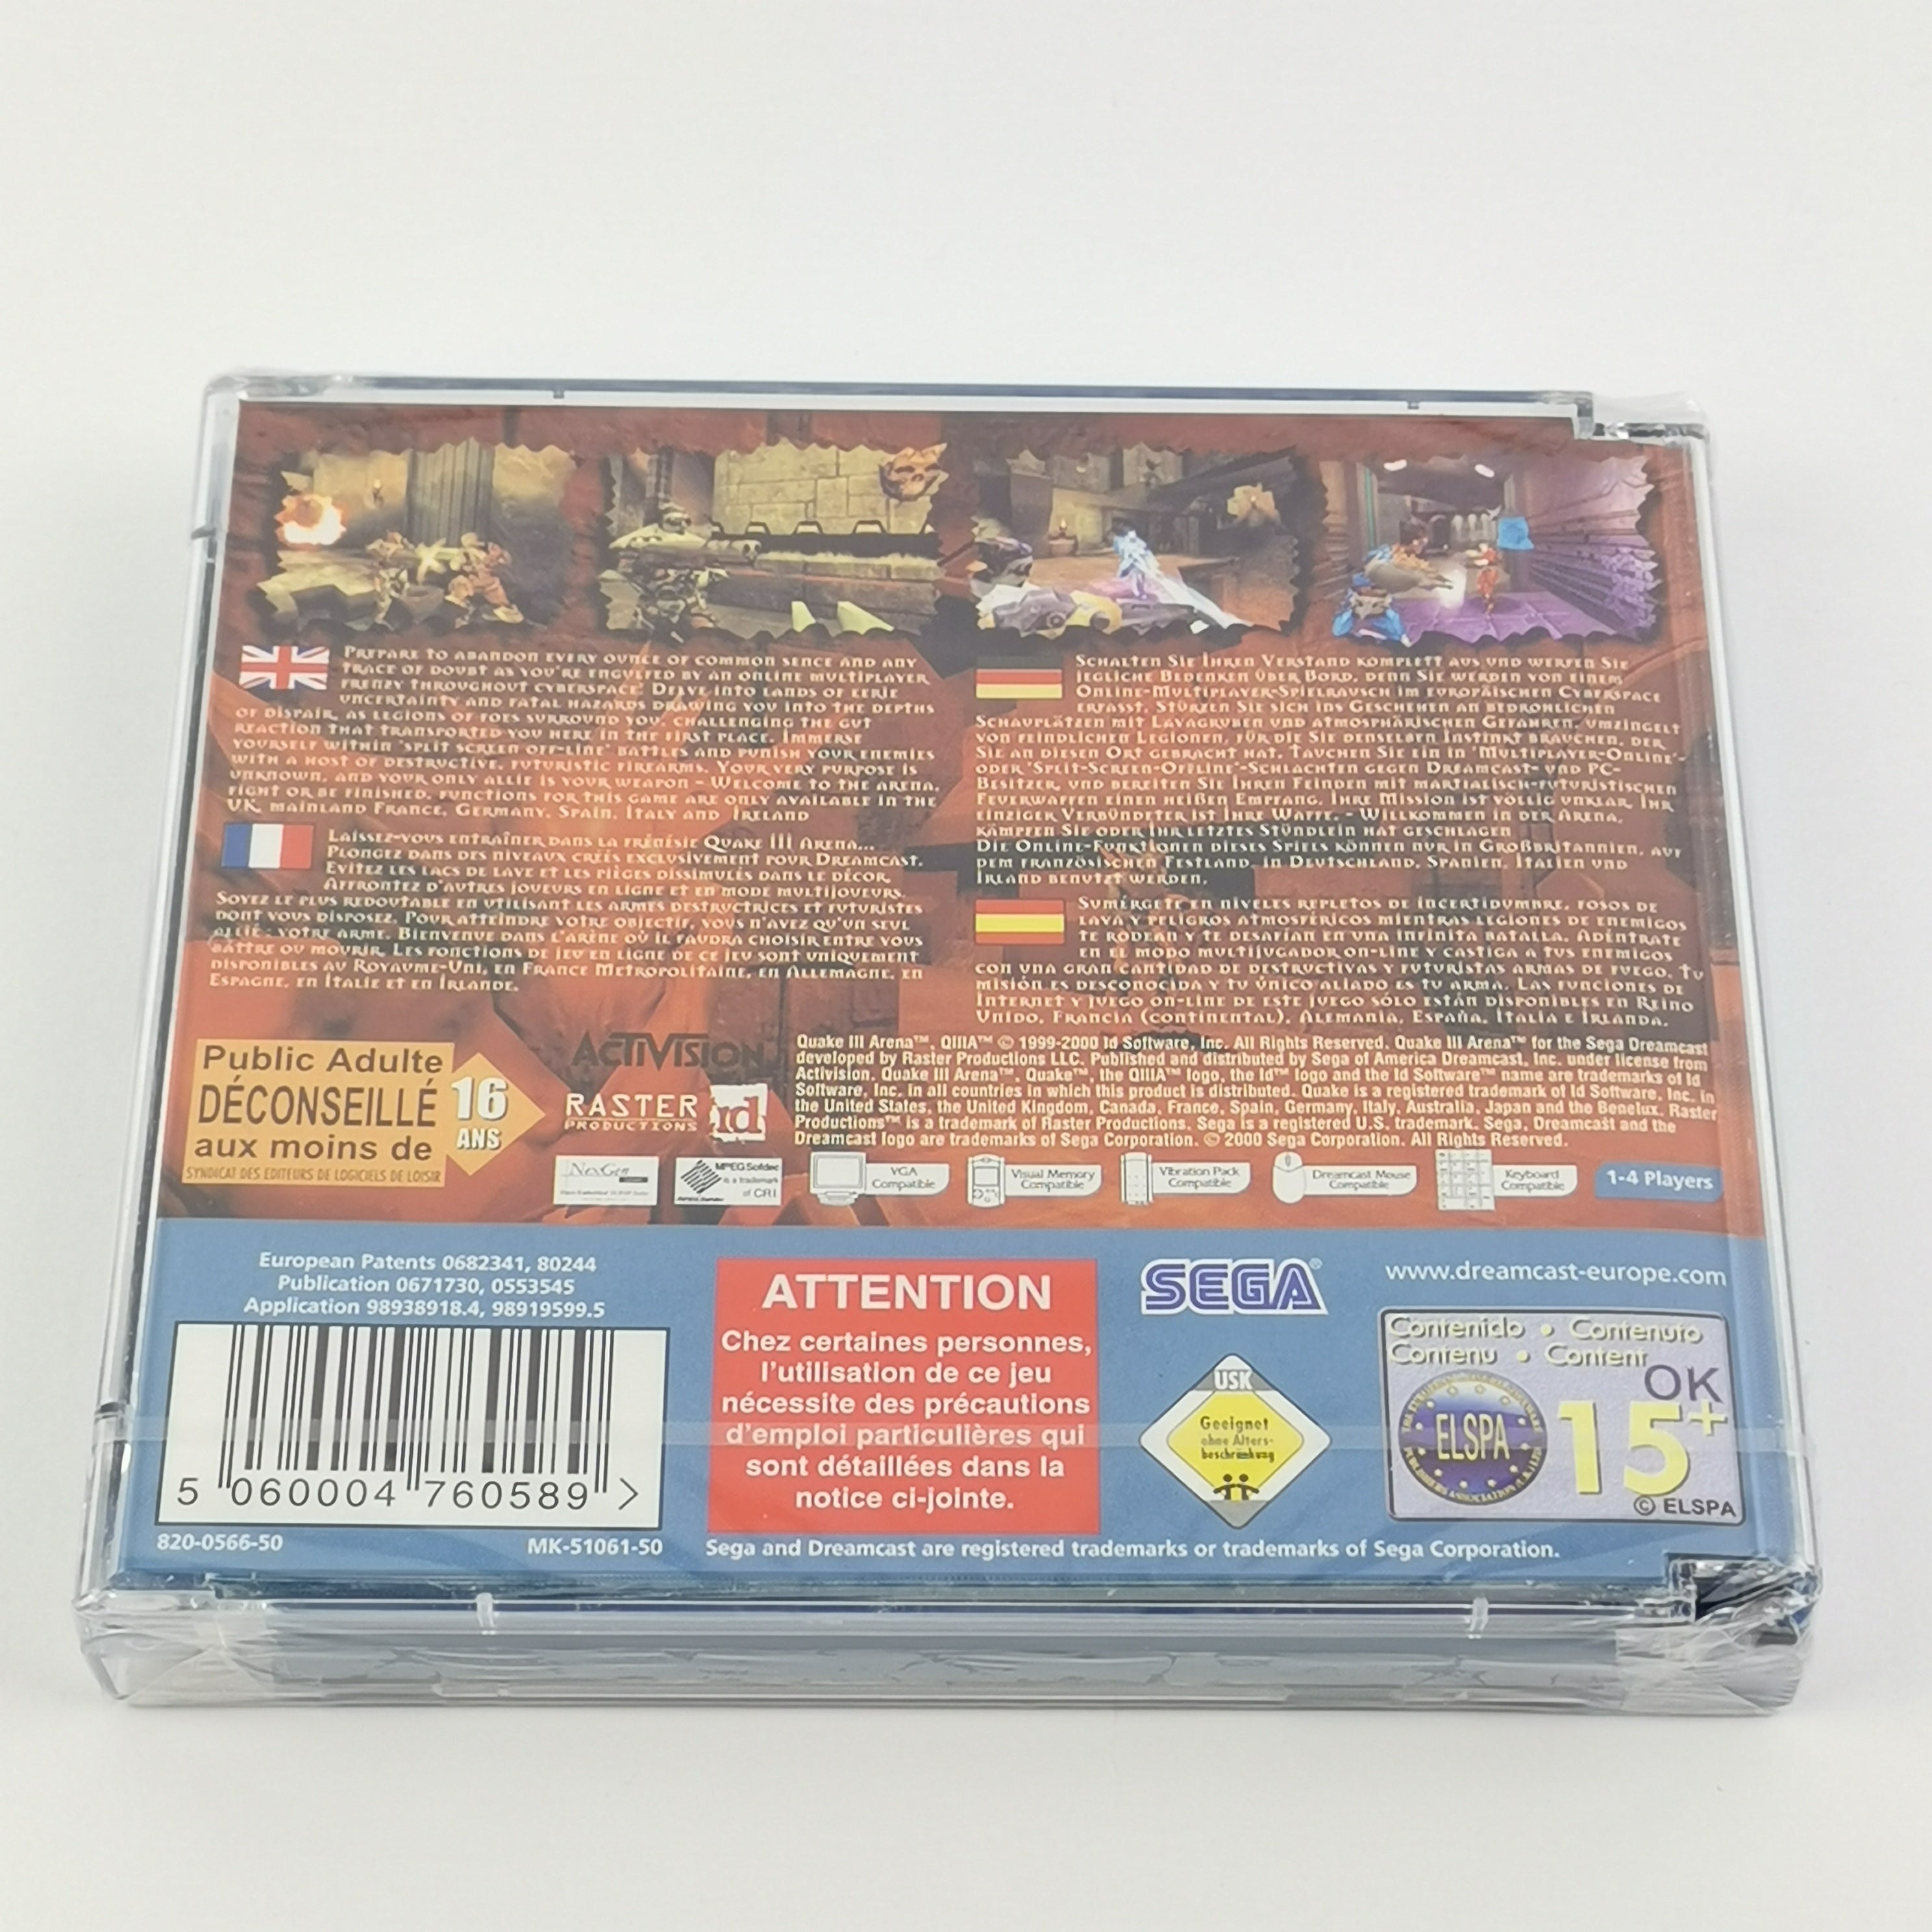 PREPARE TO ABANDON EVERY OUNCE OF COMMON SENCE AND ANY
TRACE OF DOUBT AS YOU'RE ENGULFED BY AN ONLINE MULTIPLAYER
FRENZY THROUGHOUT CYBERSPACE! DELVE INTO LANDS OF EERIE
UNCERTAINTY AND FATAL HAZARDS DRAWING YOU INTO THE DEPTHS
OF DISPAIR, AS LEGIONS OF FOES SURROUND YOU, CHALLENGING THE GUT
REACTION THAT TRANSPORTED YOU HERE IN THE FIRST PLACE. IMMERSE
YOURSELF WITHIN 'SPLIT SCREEN OFF-LINE' BATTLES AND PUNISH YOUR ENEMIES
WITH A HOST OF DESTRUCTIVE, FUTURISTIC FIREARMS. YOUR VERY PURPOSE IS
UNKNOWN, AND YOUR ONLY ALLIE IS YOUR WEAPON - WELCOME TO THE ARENA,
FIGHT OR BE FINISHED. FUNCTIONS FOR THIS GAME ARE ONLY AVAILABLE IN THE
UK, MAINLAND FRANCE, GERMANY, SPAIN, ITALY AND IRELAND
LAISSEZ-VOUS ENTRAÎNER DANS LA FRÉNÉSIE QUAKE III ARENA...
PLONGEZ DANS DES NIVEAUX CRÉÉS EXCLUSIVEMENT POUR DREAMCAST.
EVITEZ LES LACS DE LAVE ET LES PIÈGES DISSIMULÉS DANS LE DÉCOR.
AFFRONTEZ D'AUTRES JOUEURS EN LIGNE ET EN MODE MULTIJOUEURS.
SOYEZ LE PLUS REDOUTABLE EN UTILISANT LES ARMES DESTRUCTRICES ET FUTURISTES
DONT VOUS DISPOSEZ. POUR ATTEINDRE VOTRE OBJECTIF, VOUS N'AVEZ QU'UN SEUL
ALLIÉ : VOTRE ARME. BIENVENUE DANS L'ARÈNE OÙ IL FAUDRA CHOISIR ENTRE VOUS
BATTRE OU MOURIR. LES FONCTIONS DE JEU EN LIGNE DE CE JEU SONT UNIQUEMENT
DISPONIBLES AU ROYAUME-UNI, EN FRANCE METROPOLITAINE, EN ALLEMAGNE, EN
ESPAGNE, EN ITALIE ET EN IRLANDE.
SCHALTEN SIE IHREN VERSTAND KOMPLETT AUS UND WERFEN SIE
JEGLICHE BEDENKEN ÜBER BORD, DENN SIE WERDEN VON EINEM
ONLINE-MULTIPLAYER-SPIELRAUSCH IM EUROPÄISCHEN CYBERSPACE
ERFASST. STÜRZEN SIE SICH INS GESCHEHEN AN BEDROHLICHEN
SCHAUPLÄTZEN MIT LAVAGRUBEN UND ATMOSPHÄRISCHEN GEFAHREN, UMZINGELT
VON FEINDLICHEN LEGIONEN, FÜR DIE SIE DENSELBEN INSTINKT BRAUCHEN, DER
SIE AN DIESEN ORT GEBRACHT HAT. TAUCHEN SIE EIN IN 'MULTIPLAYER-ONLINE'-
ODER 'SPLIT-SCREEN-OFFLINE'-SCHLACHTEN GEGEN DREAMCAST- UND PC-
BESITZER, UND BEREITEN SIE IHREN FEINDEN MIT MARTIALISCH-FUTURISTISCHEN
FEUERWAFFEN EINEN HEIßEN EMPFANG. IHRE MISSION IST VÖLLIG UNKLAR, IHR
EINZIGER VERBÜNDETER IST IHRE WAFFE. - WILLKOMMEN IN DER ARENA,
KÄMPFEN SIE ODER IHR LETZTES STÜNDLEIN HAT GESCHLAGEN
DIE ONLINE-FUNKTIONEN DIESES SPIELS KÖNNEN NUR IN GROßBRITANNIEN, AUF
DEM FRANZÖSISCHEN FESTLAND, IN DEUTSCHLAND, SPANIEN, ITALIEN UND
IRLAND BENUTZT WERDEN.
SUMÉRGETE EN NIVELES REPLETOS DE INCERTIDUMBRE, FOSOS DE
LAVA Y PELIGROS ATMOSFÉRICOS MIENTRAS LEGIONES DE ENEMIGOS
TE RODEAN Y TE DESAFÍAN EN UNA INFINITA BATALLA. ADÉNTRATE
EN EL MODO MULTIJUGADOR ON-LINE Y CASTIGA A TUS ENEMIGOS
CON UNA GRAN CANTIDAD DE DESTRUCTIVAS Y FUTURISTAS ARMAS DE FUEGO. TU
MISIÓN ES DESCONOCIDA Y TU ÚNICO ALIADO ES TU ARMA. LAS FUNCIONES DE
INTERNET Y JUEGO ON-LINE DE ESTE JUEGO SÓLO ESTÁN DISPONIBLES EN REINO
UNIDO, FRANCIA (CONTINENTAL), ALEMANIA, ESPAÑA, ITALIA E IRLANDA.
Public Adulte
DÉCONSEILLÉ
aux moins de
16
ANS
SYNDICAT DES EDITEURS DE LOGICIELS DE LOISIR
ACTIVISION
RASTER
PRODUCTIONS
id
Quake III Arena™, QIIIA™ © 1999-2000 Id Software, Inc. All Rights Reserved. Quake III Arena™ for the Sega Dreamcast
developed by Raster Productions LLC. Published and distributed by Sega of America Dreamcast, Inc. under license from
Activision. Quake III Arena™, Quake™, the QIIIA™ logo, the Id™ logo and the Id Software™ name are trademarks of Id
Software, Inc. in all countries in which this product is distributed. Quake is a registered trademark of Id Software, Inc. in
the United States, the United Kingdom, Canada, France, Spain, Germany, Italy, Australia, Japan and the Benelux. Raster
Productions™ is a trademark of Raster Productions. Sega is a registered U.S. trademark. Sega, Dreamcast and the
Dreamcast logo are trademarks of Sega Corporation. © 2000 Sega Corporation. All Rights Reserved.
NexGen
MPEG Sofdec
is a trademark
of CRI
VGA
Compatible
Visual Memory
Compatible
Vibration Pack
Compatible
Dreamcast Mouse
Compatible
Keyboard
Compatible
1-4 Players
European Patents 0682341, 80244
Publication 0671730, 0553545
Application 98938918.4, 98919599.5
5 060004 760589 >
820-0566-50
MK-51061-50
ATTENTION
Chez certaines personnes,
l'utilisation de ce jeu
nécessite des précautions
d'emploi particulières qui
sont détaillées dans la
notice ci-jointe.
SEGA®
USK
Geeignet
ohne Alters-
beschränkung
www.dreamcast-europe.com
Contenido • Contenuto
Contenu • Content
OK
ELSPA
15+
© ELSPA
Sega and Dreamcast are registered trademarks or trademarks of Sega Corporation.